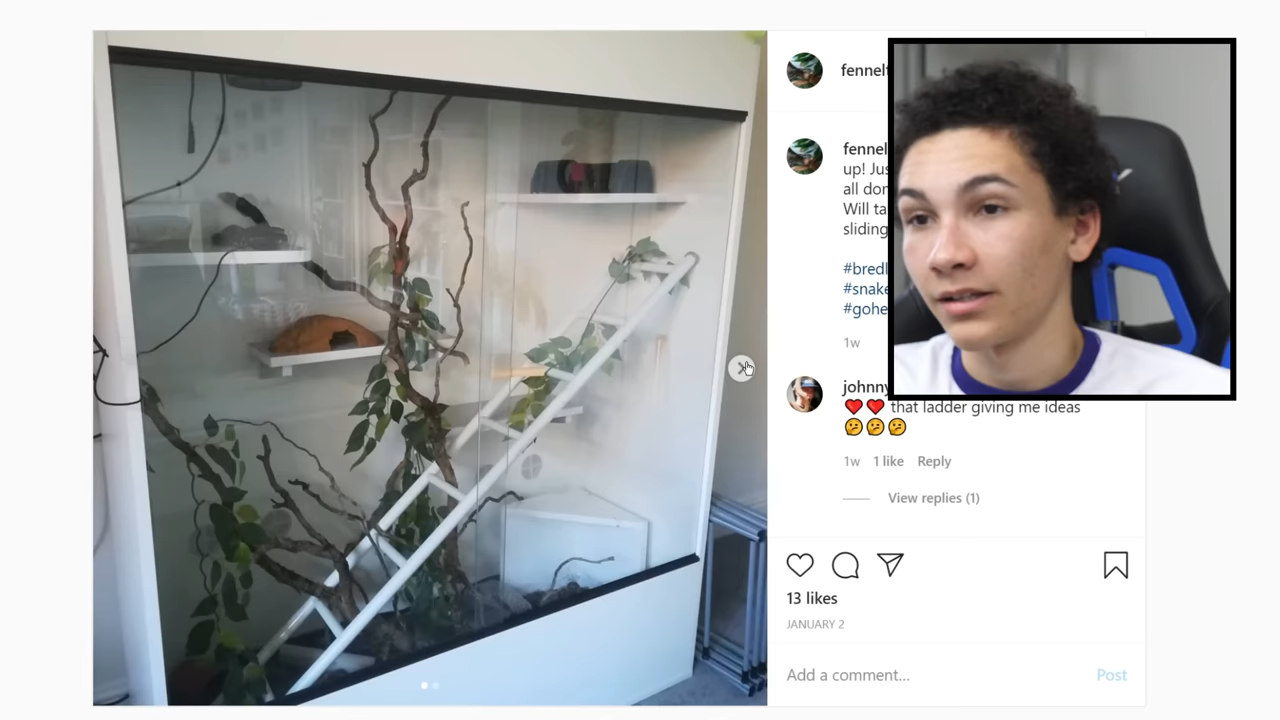 fennel
fennel
up! Jus
all don
Will ta
sliding
#bredl
#snake
#gohe
1w
johnny
❤️❤️ that ladder giving me ideas
🤔🤔🤔
1w 1 like Reply
View replies (1)
13 likes
JANUARY 2
Add a comment... Post